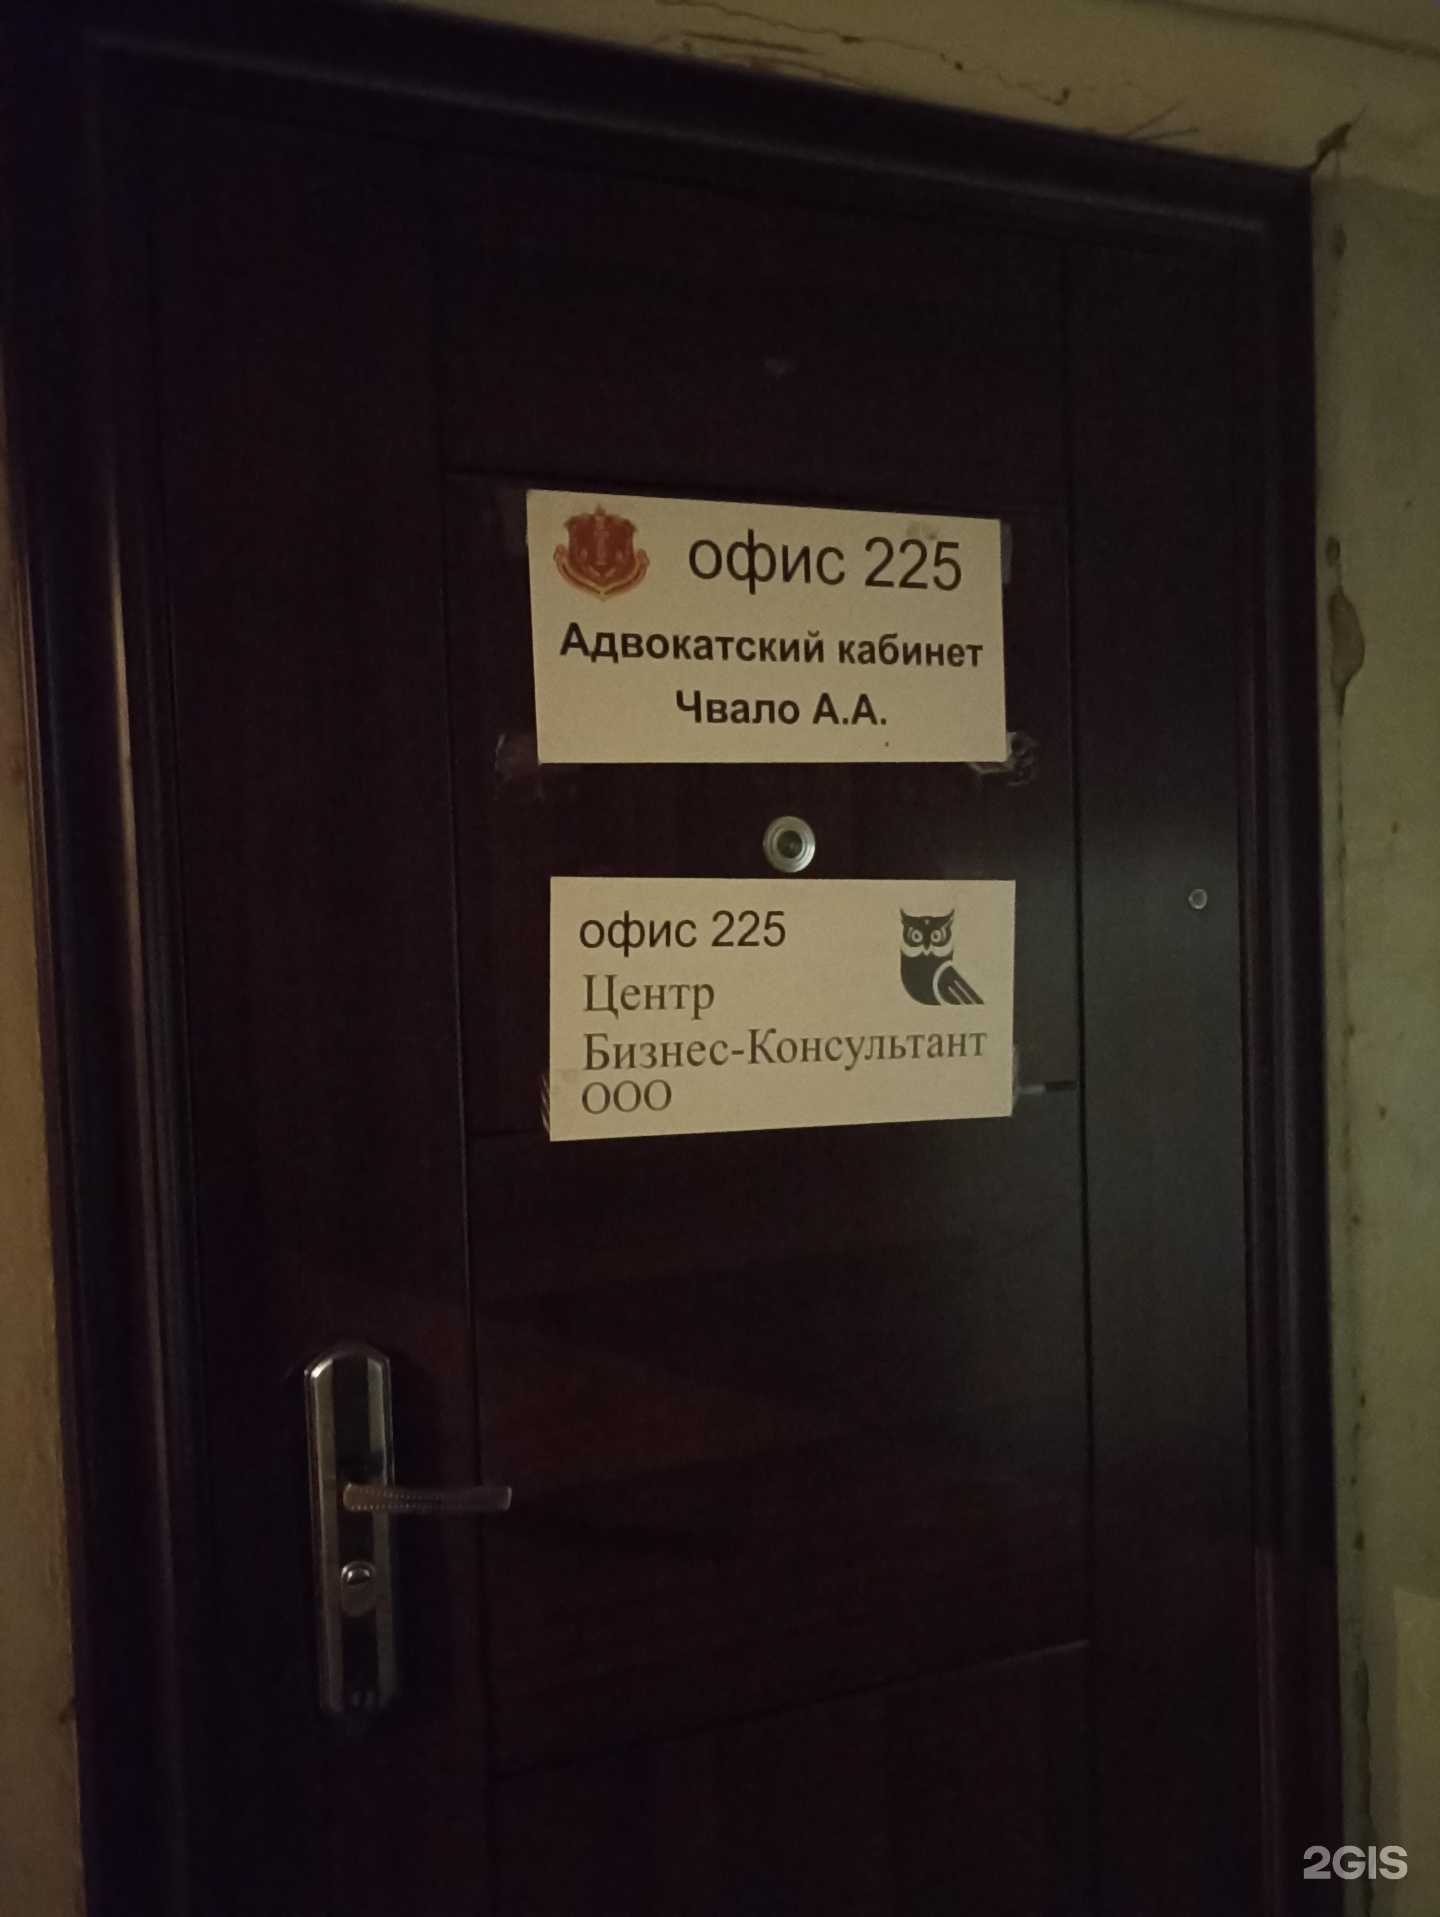 офис 225
Адвокатский кабинет
Чвало А.А.
офис 225
Центр
Бизнес-Консультант
ООО
2GIS